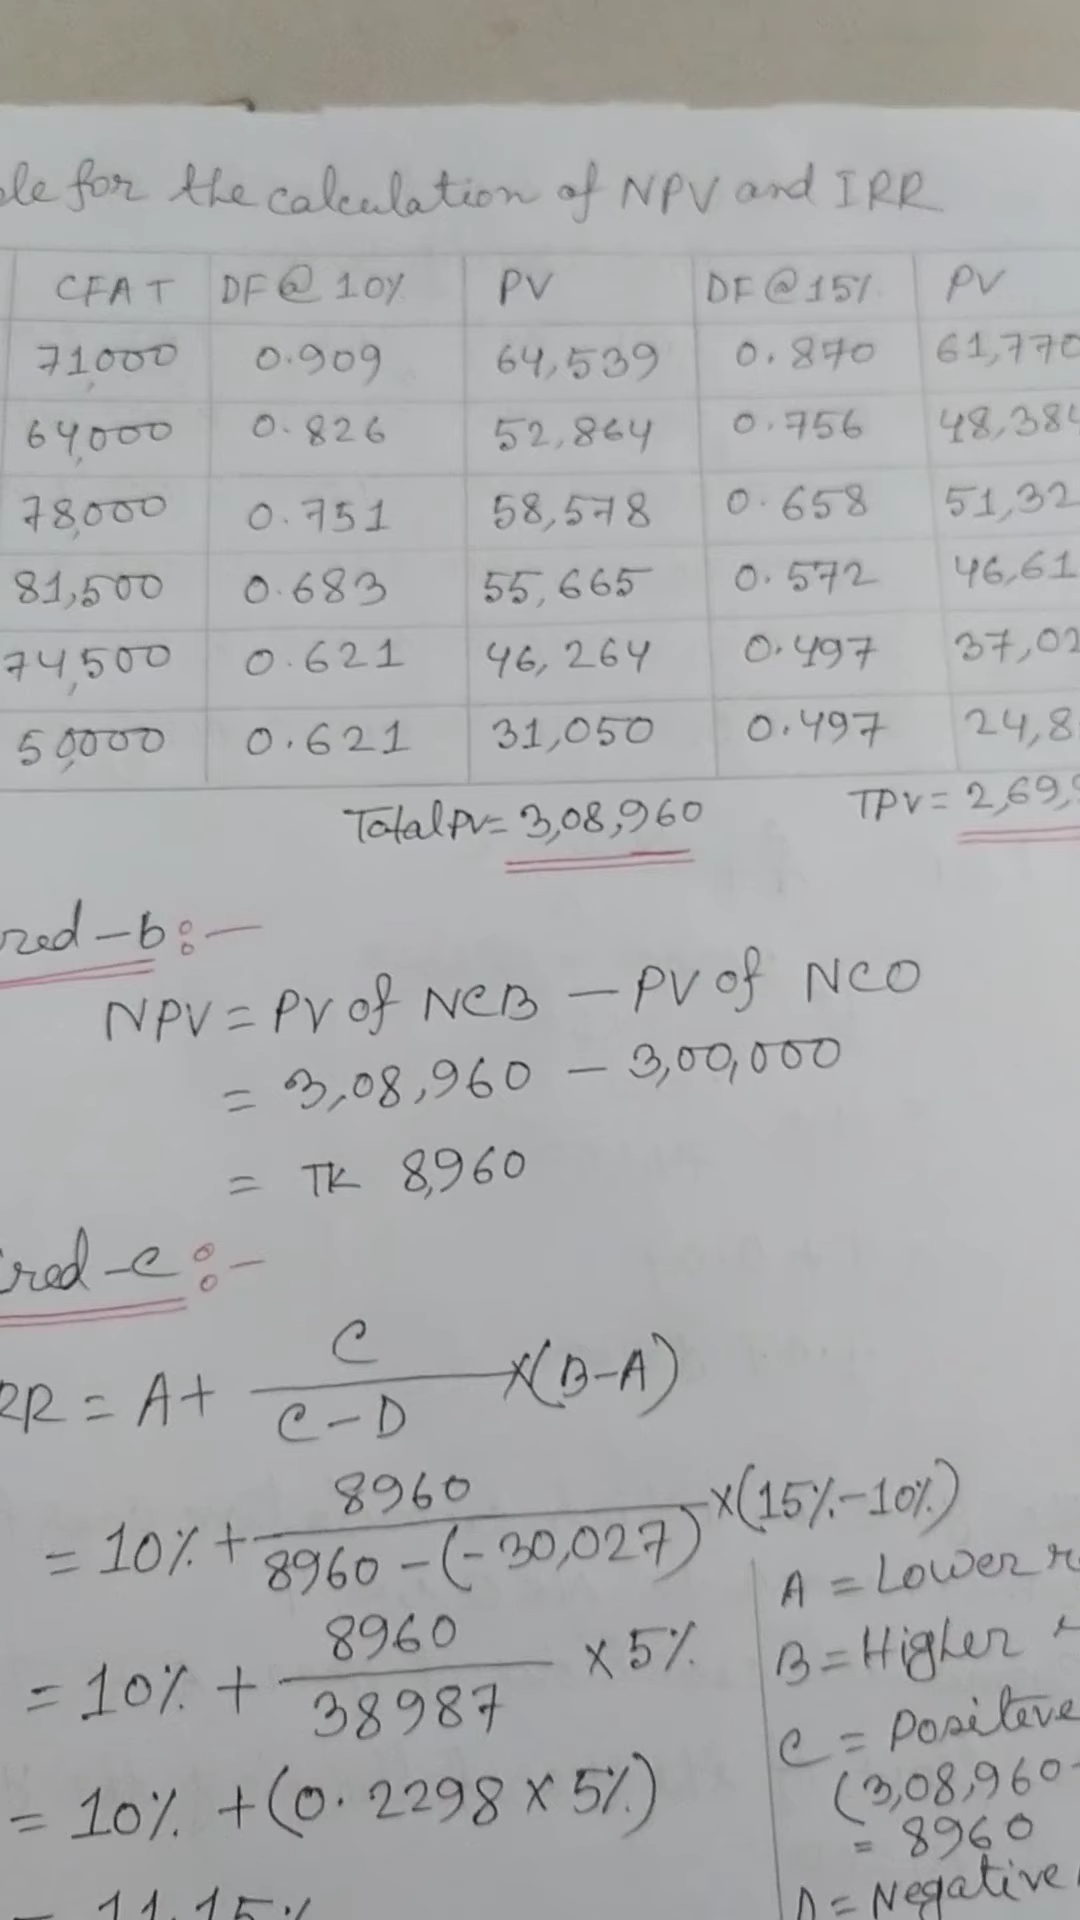 for the calculation of NPV and IRR
CFAT DF@10% PV DF@15% PV
71,000 0.909 64,539 0.870 61,770
64,000 0.826 52,864 0.756 48,384
78,000 0.751 58,578 0.658 51,32
81,500 0.683 55,665 0.572 46,61
74,500 0.621 46,264 0.497 37,02
50,000 0.621 31,050 0.497 24,8
Total PV= 3,08,960 TPV= 2,69,
red-b:-
NPV = PV of NCB - PV of NCO
= 3,08,960 - 3,00,000
= TK 8,960
red-c:-
RR = A + C / C-D × (B-A)
= 10% + 8960 / 8960-(-30,027) × (15%-10%)
= 10% + 8960 / 38987 × 5%
= 10% + (0.2298 × 5%)
= 11.15%
A = Lower r
B = Higher
C = Positive
(3,08,960-
= 8960
D = Negative